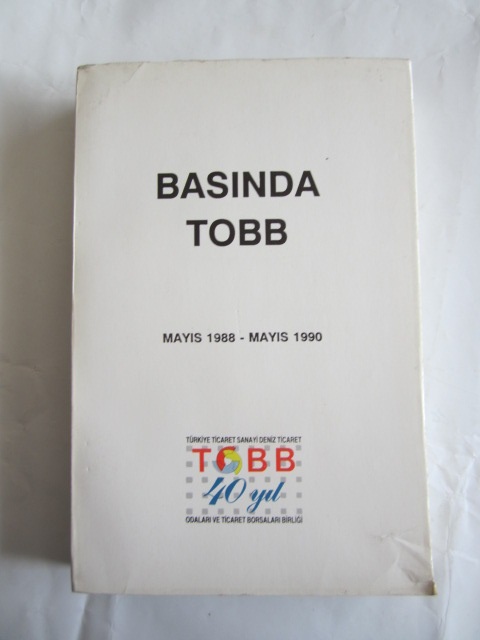 BASINDA
TOBB
MAYIS 1988 - MAYIS 1990
TÜRKİYE TİCARET SANAYİ DENİZ TİCARET
TOBB
40 yıl
ODALARI VE TİCARET BORSALARI BİRLİĞİ